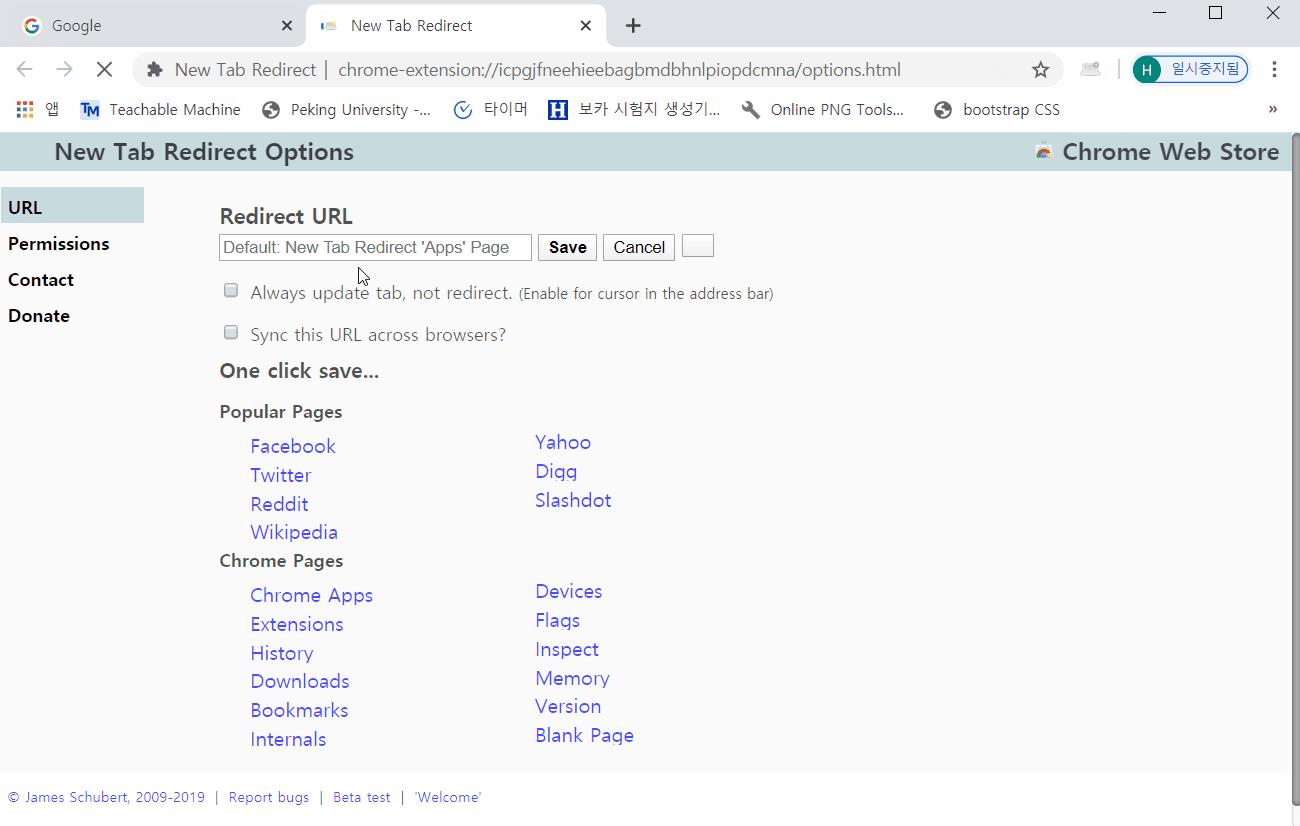 Google
New Tab Redirect
New Tab Redirect | chrome-extension://icpgjfneehieebagbmdbhnlpiopdcmna/options.html
H 일시중지됨
앱 TM Teachable Machine Peking University -... 타이머 H 보카 시험지 생성기... Online PNG Tools... bootstrap CSS »
New Tab Redirect Options Chrome Web Store
URL
Permissions
Contact
Donate
Redirect URL
Default: New Tab Redirect 'Apps' Page Save Cancel
Always update tab, not redirect. (Enable for cursor in the address bar)
Sync this URL across browsers?
One click save...
Popular Pages
Facebook
Twitter
Reddit
Wikipedia
Yahoo
Digg
Slashdot
Chrome Pages
Chrome Apps
Extensions
History
Downloads
Bookmarks
Internals
Devices
Flags
Inspect
Memory
Version
Blank Page
© James Schubert, 2009-2019 | Report bugs | Beta test | 'Welcome'